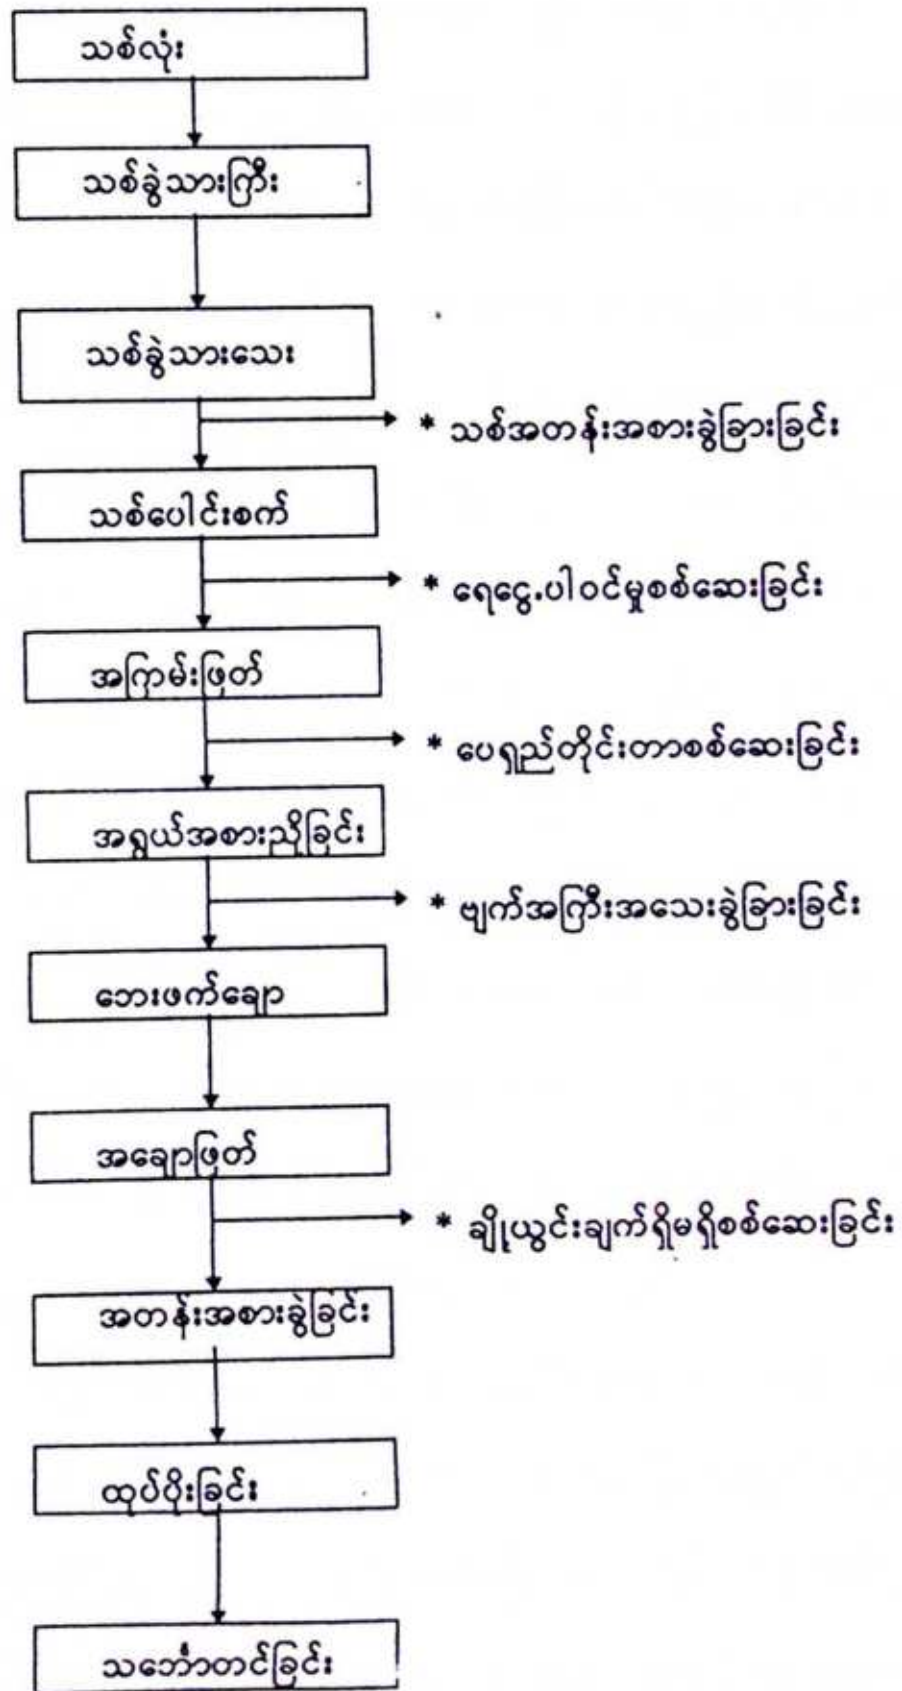 သစ်လုံး
သစ်ခွဲသားကြီး
သစ်ခွဲသားသေး
* သစ်အတန်းအစားခွဲခြားခြင်း
သစ်ပေါင်းစက်
* ရေငွေ့ပါဝင်မှုစစ်ဆေးခြင်း
အကြမ်းဖြတ်
* ပေရှည်တိုင်းတာစစ်ဆေးခြင်း
အရွယ်အစားညှိခြင်း
* ဗျက်အကြီးအသေးခွဲခြားခြင်း
ဘေးဖက်ချော
အချောဖြတ်
* ချို့ယွင်းချက်ရှိမရှိစစ်ဆေးခြင်း
အတန်းအစားခွဲခြင်း
ထုပ်ပိုးခြင်း
သင်္ဘောတင်ခြင်း